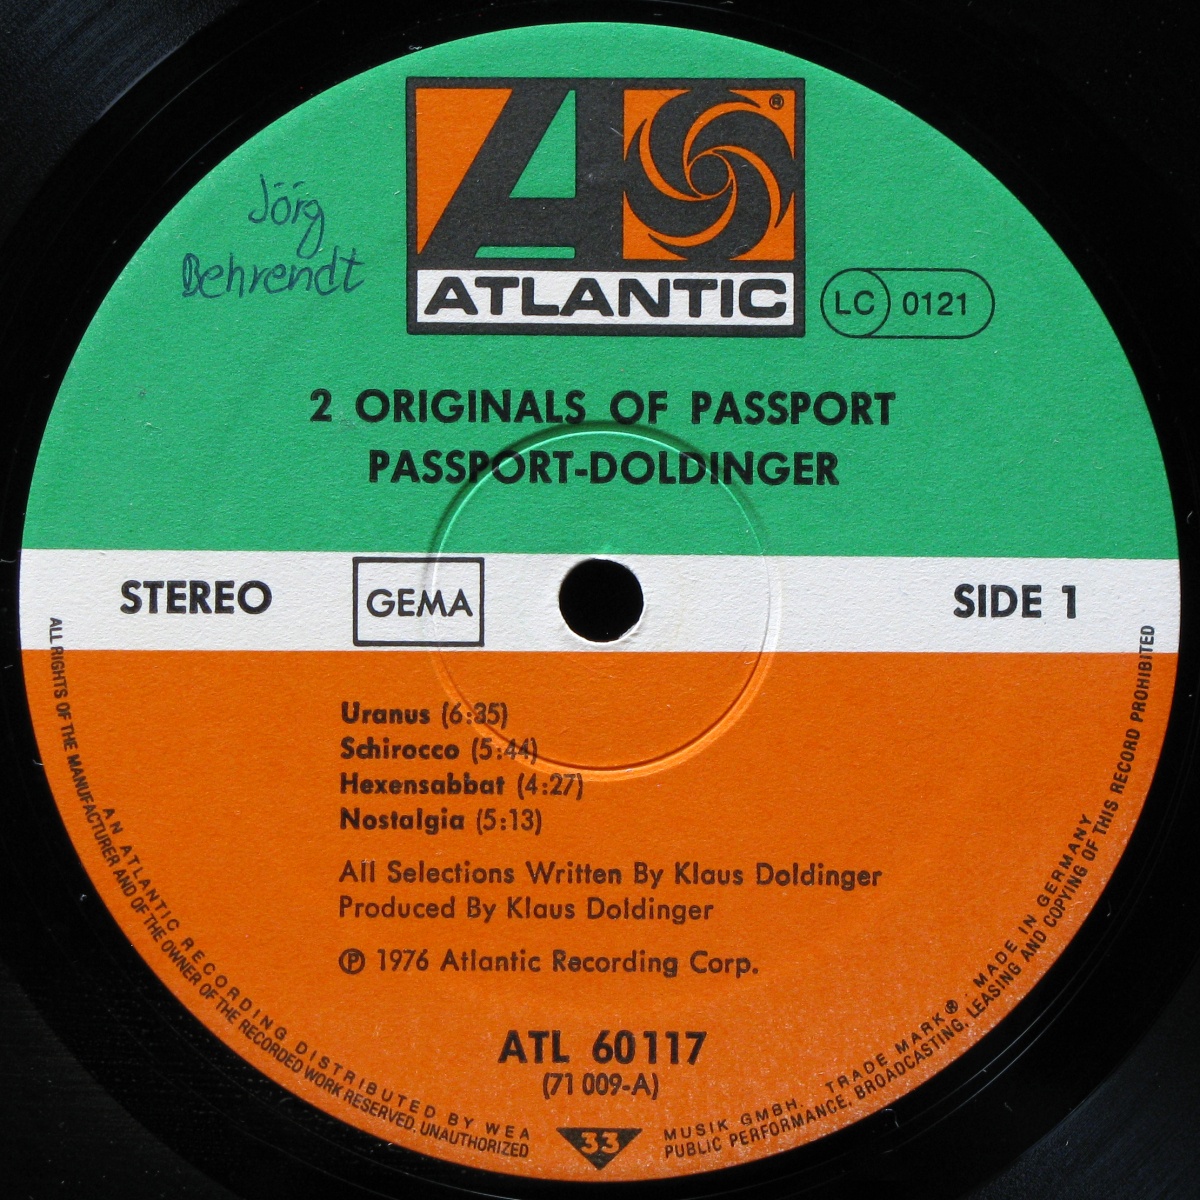 Jörg
Behrendt
®
ATLANTIC
LC 0121
2 ORIGINALS OF PASSPORT
PASSPORT-DOLDINGER
STEREO
GEMA
SIDE 1
Uranus (6:35)
Schirocco (5:44)
Hexensabbat (4:27)
Nostalgia (5:13)
All Selections Written By Klaus Doldinger
Produced By Klaus Doldinger
℗ 1976 Atlantic Recording Corp.
ATL 60117
(71 009-A)
33
AN ATLANTIC RECORDING DISTRIBUTED BY WEA MUSIK GMBH. TRADE MARK®. MADE IN GERMANY
ALL RIGHTS OF THE MANUFACTURER AND OF THE OWNER OF THE RECORDED WORK RESERVED. UNAUTHORIZED PUBLIC PERFORMANCE, BROADCASTING, LEASING AND COPYING OF THIS RECORD PROHIBITED